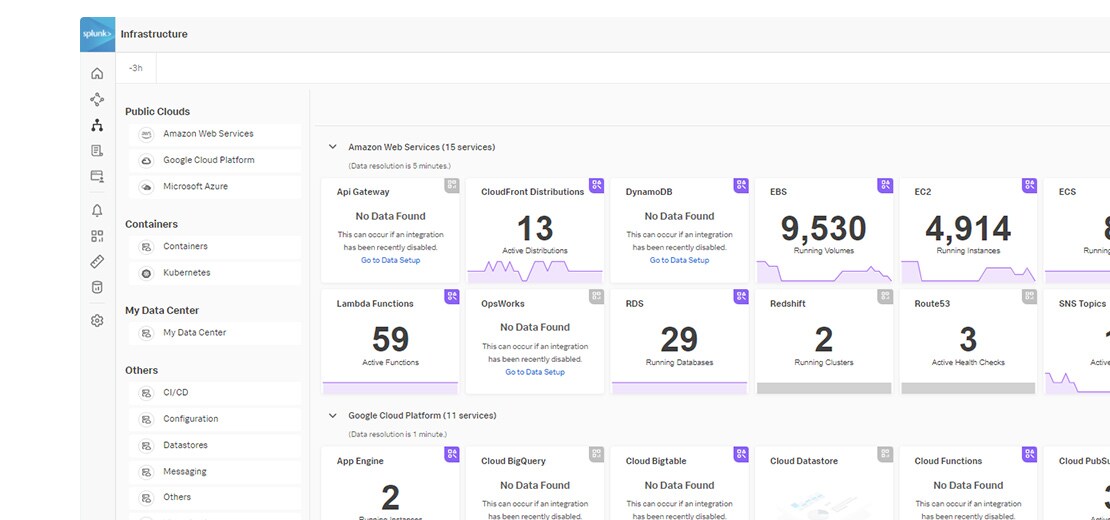 splunk> Infrastructure
-3h
Public Clouds
Amazon Web Services
Google Cloud Platform
Microsoft Azure
Containers
Containers
Kubernetes
My Data Center
My Data Center
Others
CI/CD
Configuration
Datastores
Messaging
Others
Amazon Web Services (15 services)
(Data resolution is 5 minutes.)
Api Gateway
No Data Found
This can occur if an integration
has been recently disabled.
Go to Data Setup
CloudFront Distributions
13
Active Distributions
DynamoDB
No Data Found
This can occur if an integration
has been recently disabled.
Go to Data Setup
EBS
9,530
Running Volumes
EC2
4,914
Running Instances
ECS
Running
Lambda Functions
59
Active Functions
OpsWorks
No Data Found
This can occur if an integration
has been recently disabled.
Go to Data Setup
RDS
29
Running Databases
Redshift
2
Running Clusters
Route53
3
Active Health Checks
SNS Topics
Google Cloud Platform (11 services)
(Data resolution is 1 minute.)
App Engine
2
Running Instances
Cloud BigQuery
No Data Found
This can occur if an integration
has been recently disabled.
Cloud Bigtable
No Data Found
This can occur if an integration
has been recently disabled.
Cloud Datastore
Cloud Functions
No Data Found
This can occur if an integration
has been recently disabled.
Cloud PubSu